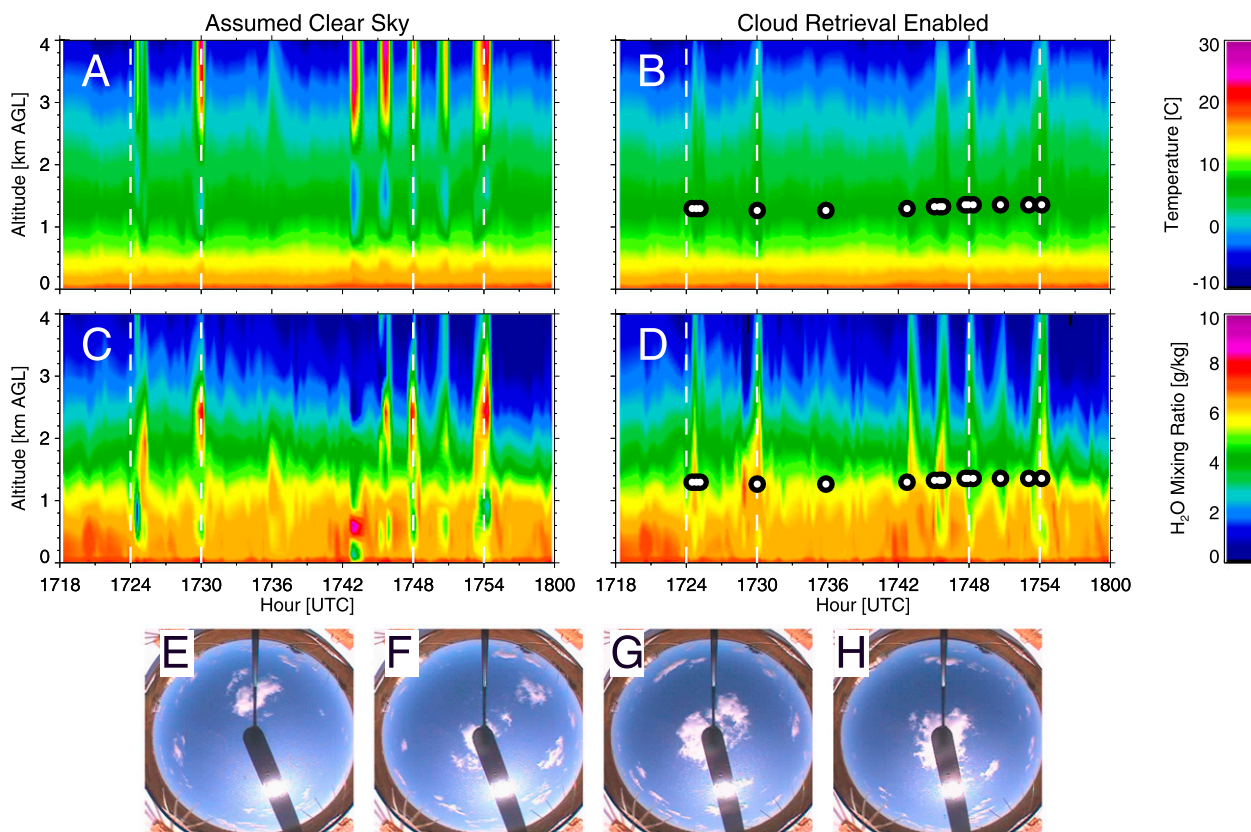 Assumed Clear Sky
Cloud Retrieval Enabled
A
B
4
3
2
1
0
Altitude [km AGL]
30
20
10
0
-10
Temperature [C]
C
D
4
3
2
1
0
Altitude [km AGL]
10
8
6
4
2
0
H2O Mixing Ratio [g/kg]
1718 1724 1730 1736 1742 1748 1754 1800
1718 1724 1730 1736 1742 1748 1754 1800
Hour [UTC]
Hour [UTC]
E
F
G
H